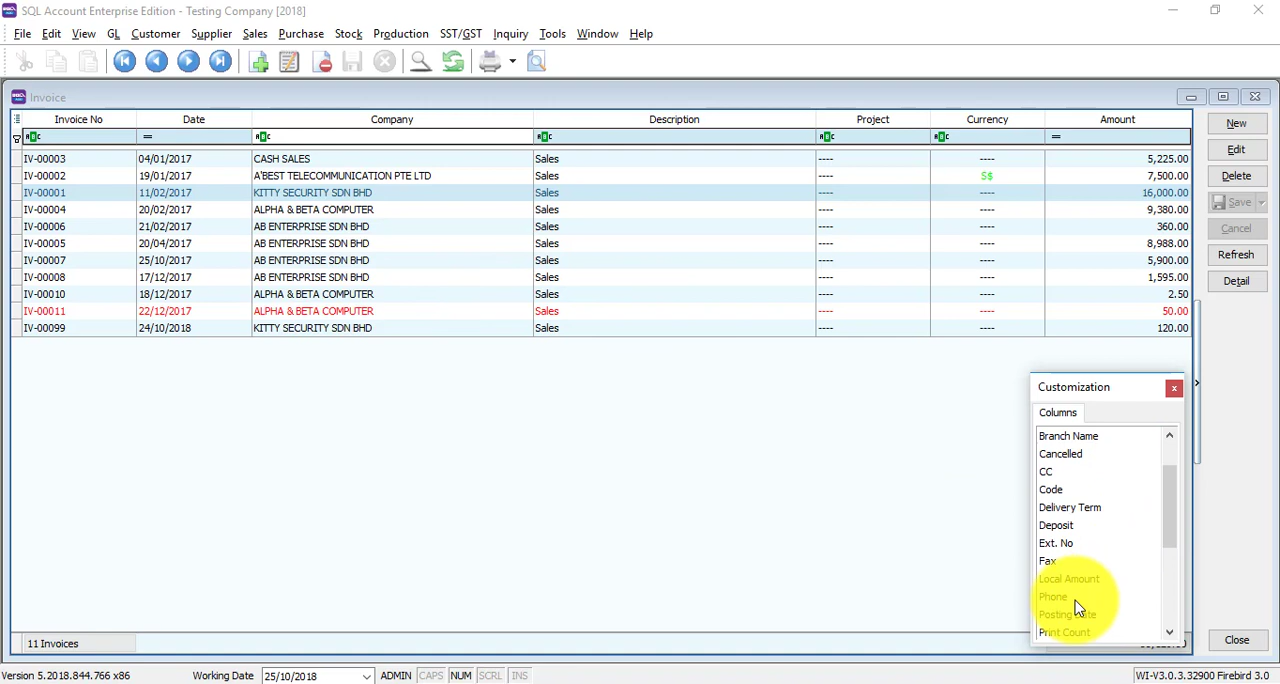 SQL Account Enterprise Edition - Testing Company [2018]
File Edit View GL Customer Supplier Sales Purchase Stock Production SST/GST Inquiry Tools Window Help
Invoice
Invoice No Date Company Description Project Currency Amount
IV-00003 04/01/2017 CASH SALES Sales ---- ---- 5,225.00
IV-00002 19/01/2017 A'BEST TELECOMMUNICATION PTE LTD Sales ---- S$ 7,500.00
IV-00001 11/02/2017 KITTY SECURITY SDN BHD Sales ---- ---- 16,000.00
IV-00004 20/02/2017 ALPHA & BETA COMPUTER Sales ---- ---- 9,380.00
IV-00006 21/02/2017 AB ENTERPRISE SDN BHD Sales ---- ---- 360.00
IV-00005 20/04/2017 AB ENTERPRISE SDN BHD Sales ---- ---- 8,988.00
IV-00007 25/10/2017 AB ENTERPRISE SDN BHD Sales ---- ---- 5,900.00
IV-00008 17/12/2017 AB ENTERPRISE SDN BHD Sales ---- ---- 1,595.00
IV-00010 18/12/2017 ALPHA & BETA COMPUTER Sales ---- ---- 2.50
IV-00011 22/12/2017 ALPHA & BETA COMPUTER Sales ---- ---- 50.00
IV-00099 24/10/2018 KITTY SECURITY SDN BHD Sales ---- ---- 120.00
New
Edit
Delete
Save
Cancel
Refresh
Detail
Customization
Columns
Branch Name
Cancelled
CC
Code
Delivery Term
Deposit
Ext. No
Fax
Local Amount
Phone
Posting Date
Print Count
11 Invoices
Close
Version 5.2018.844.766 x86 Working Date 25/10/2018 ADMIN CAPS NUM SCRL INS WI-V3.0.3.32900 Firebird 3.0